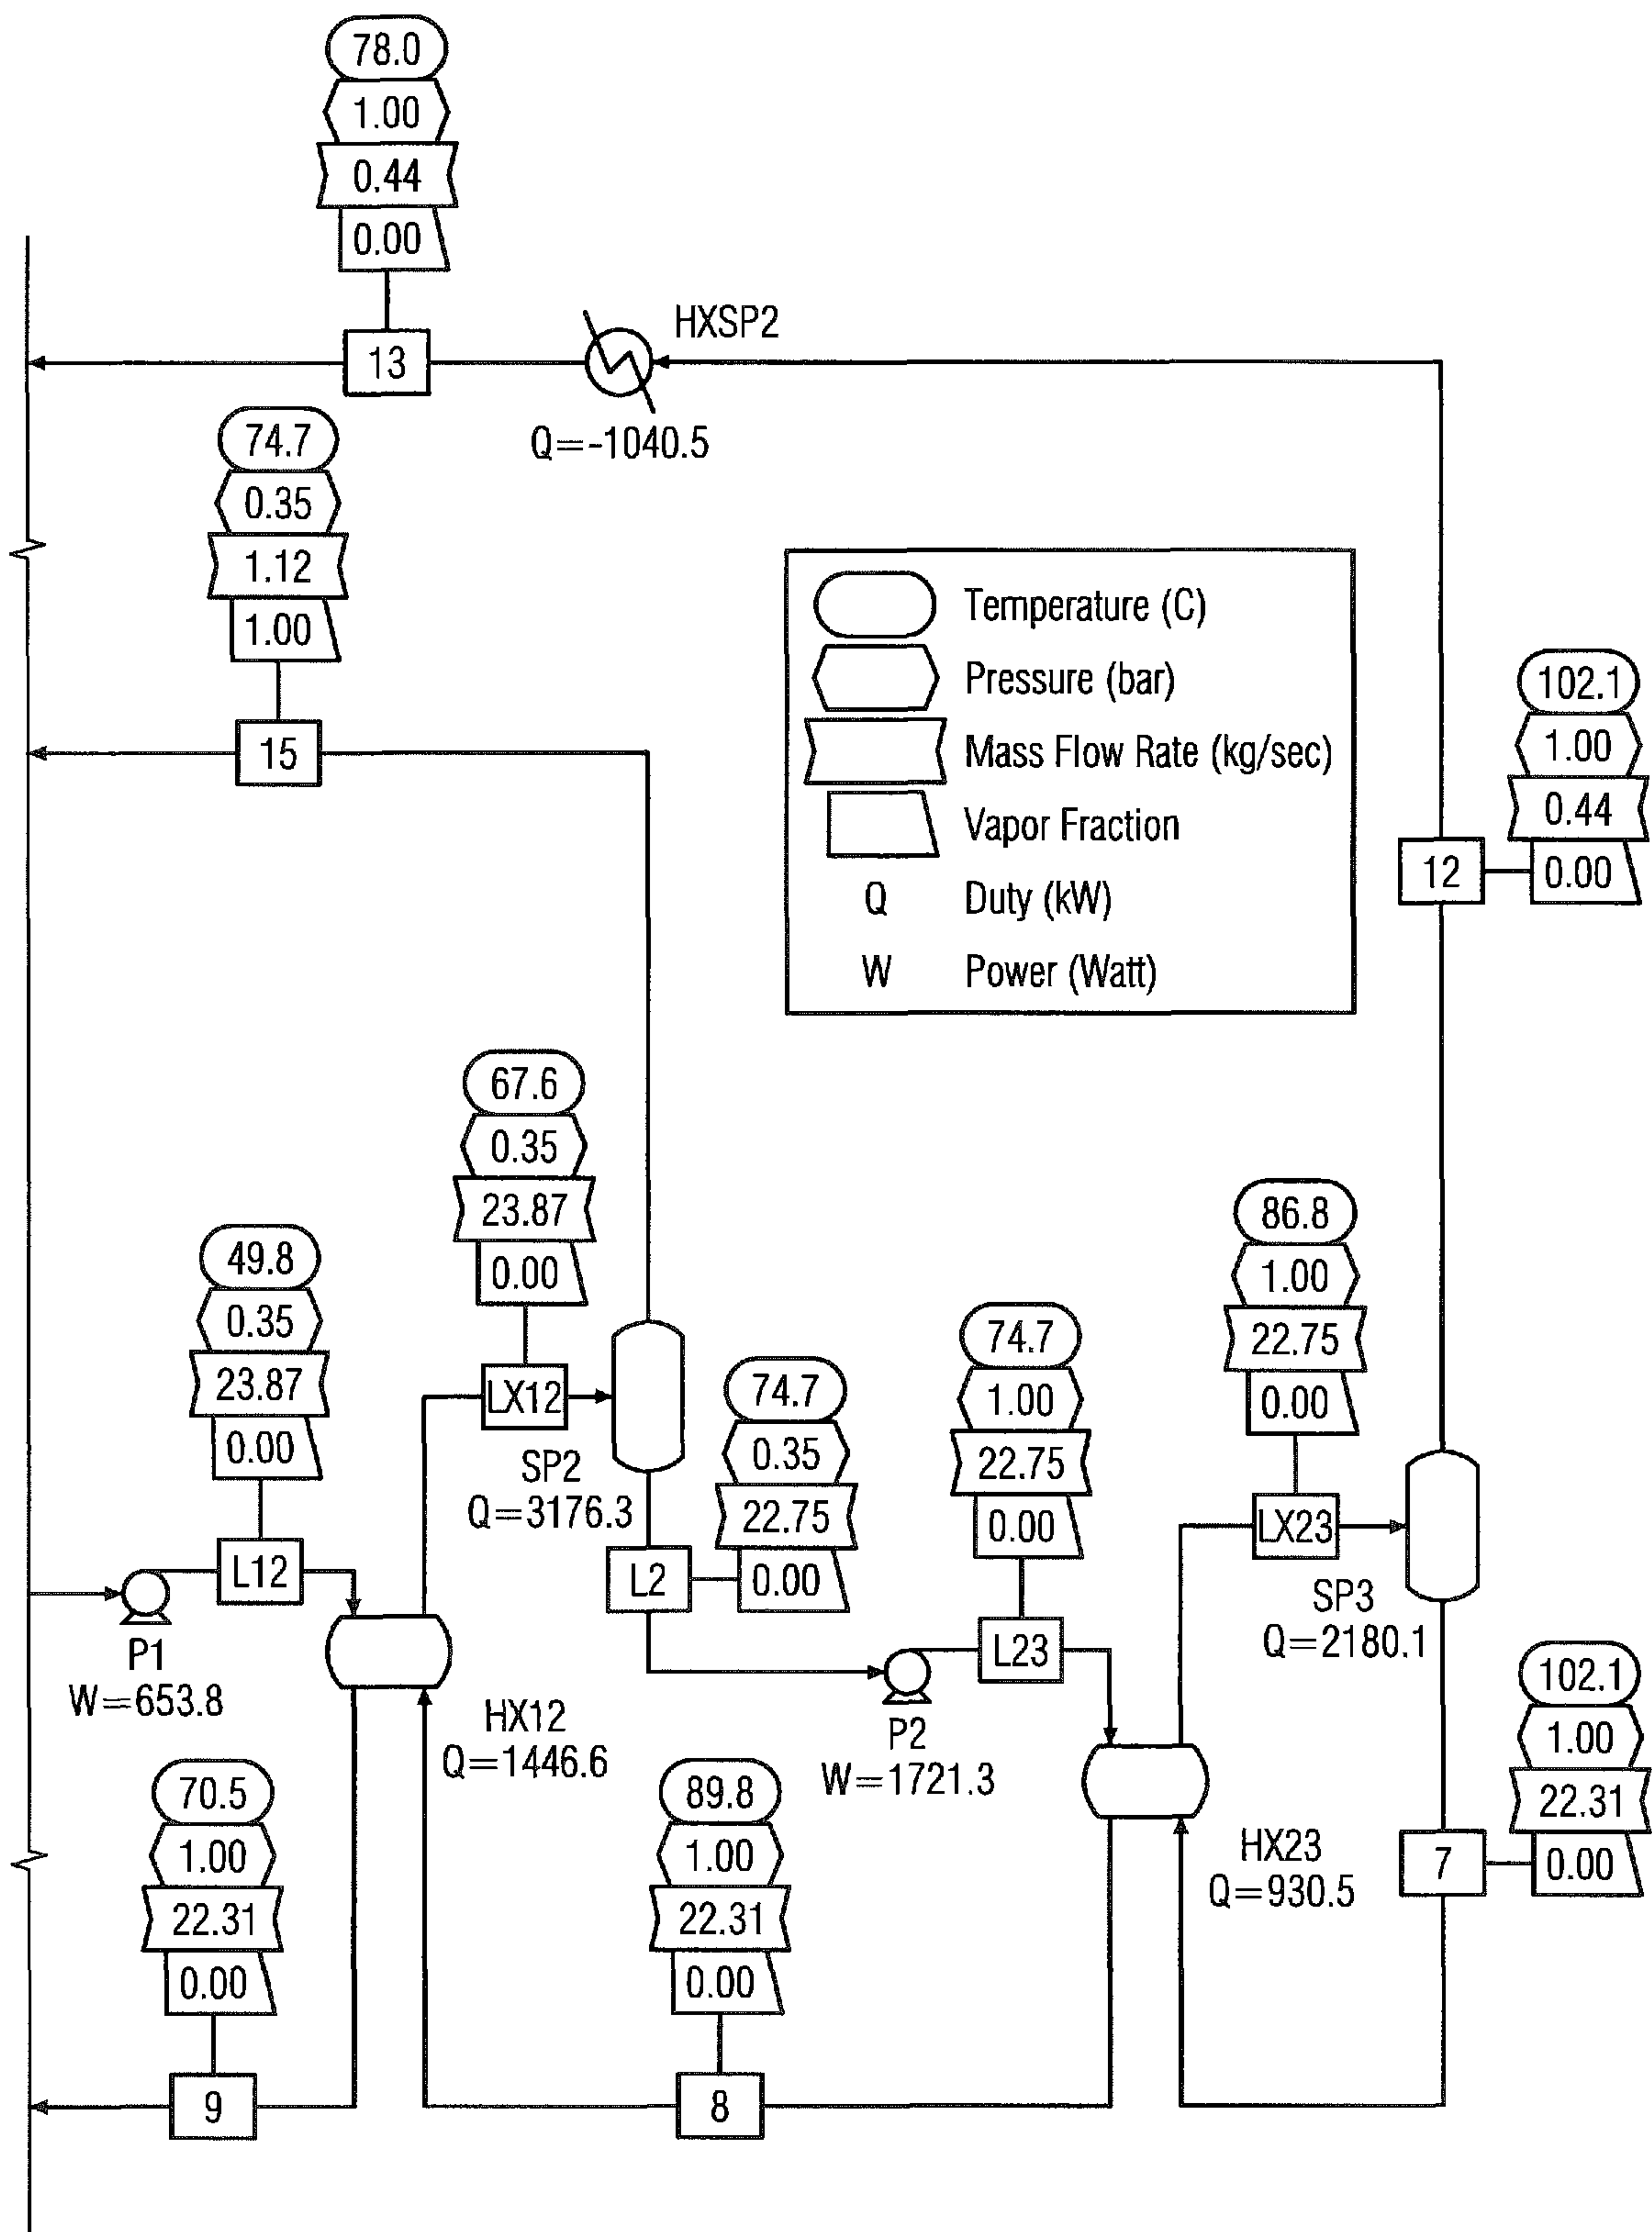 78.0
1.00
0.44
0.00
13
HXSP2
Q=-1040.5
74.7
0.35
1.12
1.00
15
Temperature (C)
Pressure (bar)
Mass Flow Rate (kg/sec)
Vapor Fraction
Q Duty (kW)
W Power (Watt)
102.1
1.00
0.44
0.00
12
67.6
0.35
23.87
0.00
LX12
SP2
Q=3176.3
49.8
0.35
23.87
0.00
L12
P1
W=653.8
HX12
Q=1446.6
74.7
0.35
22.75
0.00
L2
74.7
1.00
22.75
0.00
L23
P2
W=1721.3
86.8
1.00
22.75
0.00
LX23
SP3
Q=2180.1
HX23
Q=930.5
102.1
1.00
22.31
0.00
7
70.5
1.00
22.31
0.00
9
89.8
1.00
22.31
0.00
8